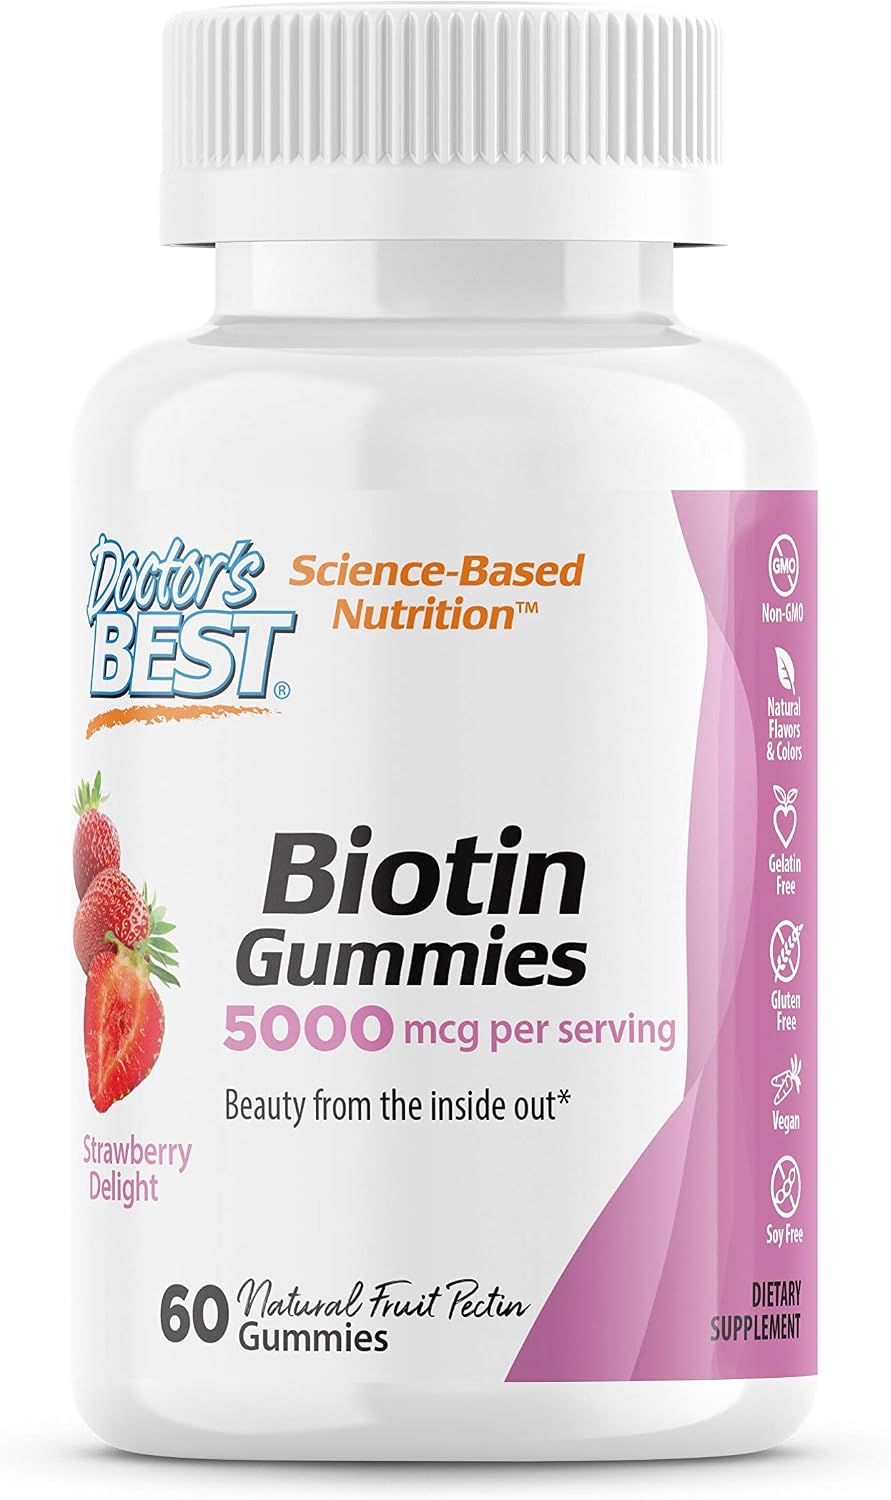 Doctor's
BEST®
Science-Based
Nutrition™
Biotin
Gummies
5000 mcg per serving
Beauty from the inside out*
Strawberry
Delight
60 Natural Fruit Pectin
Gummies
GMO
Non-GMO
Natural
Flavors
& Colors
Gelatin
Free
Gluten
Free
Vegan
Soy Free
DIETARY
SUPPLEMENT